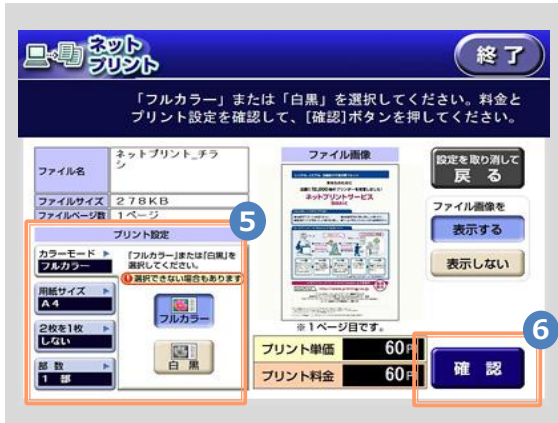 ネット
プリント
終了
「フルカラー」または「白黒」を選択してください。料金と
プリント設定を確認して、[確認]ボタンを押してください。
ファイル名
ネットプリント_チラ
シ
ファイルサイズ
278KB
ファイルページ数
1ページ
5
プリント設定
カラーモード
フルカラー
用紙サイズ
A4
2枚を1枚
しない
部数
1 部
「フルカラー」または「白黒」を
選択してください。
選択できない場合もあります
フルカラー
白黒
ファイル画像
ネットプリントサービス
※1ページ目です。
プリント単価
60円
プリント料金
60円
設定を取り消して
戻る
ファイル画像を
表示する
表示しない
6
確認